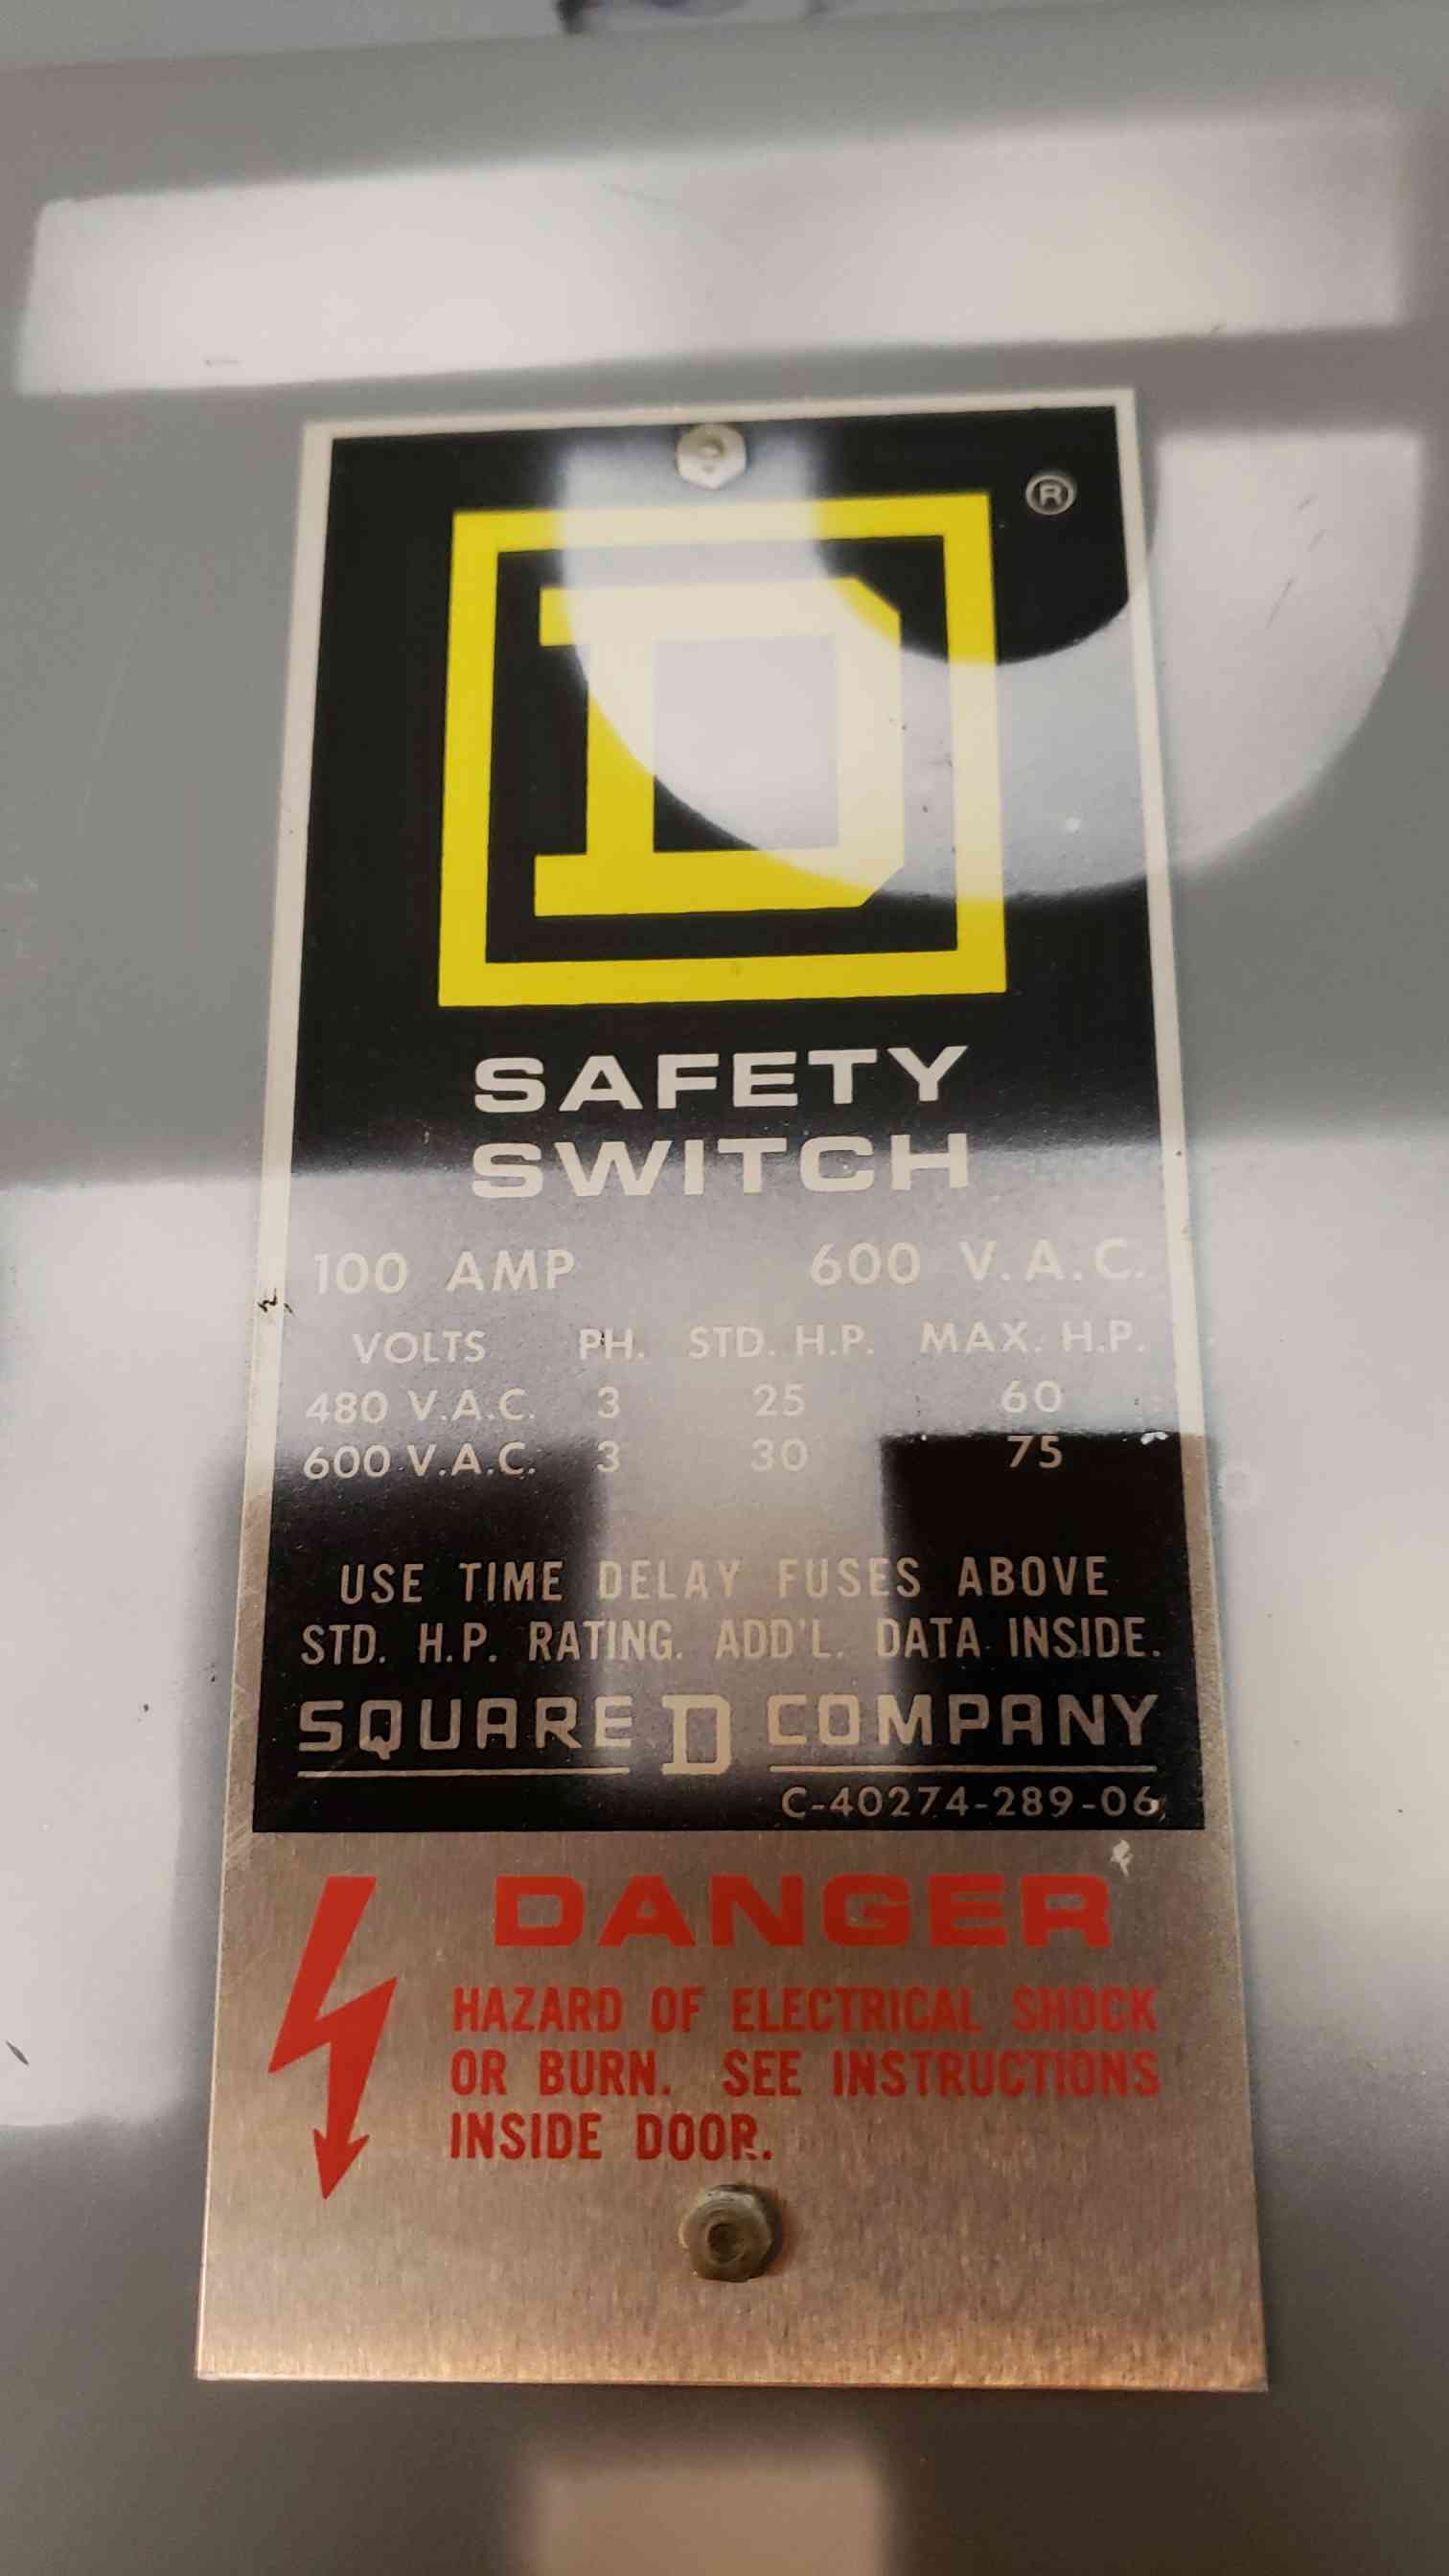 ®
D
SAFETY
SWITCH
100 AMP 600 V.A.C.
VOLTS PH. STD. H.P. MAX. H.P.
480 V.A.C. 3 25 60
600 V.A.C. 3 30 75
USE TIME DELAY FUSES ABOVE
STD. H.P. RATING. ADD'L. DATA INSIDE.
SQUARE D COMPANY
C-40274-289-06
DANGER
HAZARD OF ELECTRICAL SHOCK
OR BURN. SEE INSTRUCTIONS
INSIDE DOOR.